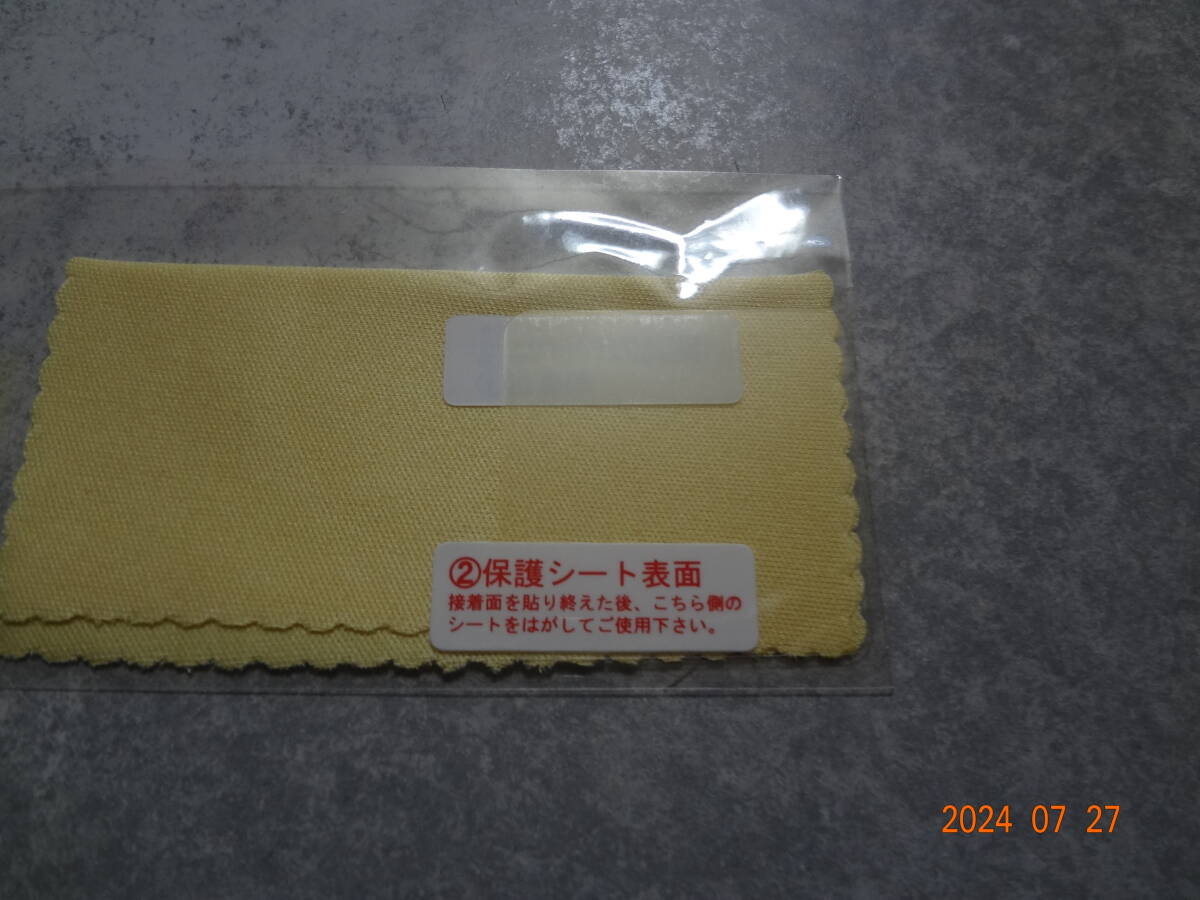 ②保護シート表面
接着面を貼り終えた後、こちら側の
シートをはがしてご使用下さい。
2024 07 27